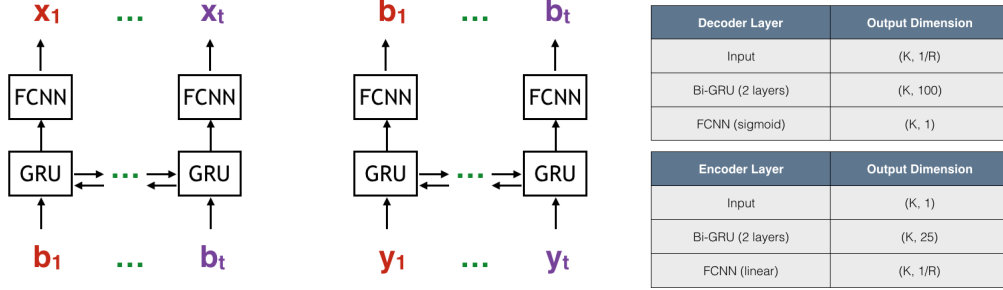 x1 ... xt
FCNN FCNN
GRU ... GRU
b1 ... bt
b1 ... bt
FCNN FCNN
GRU ... GRU
y1 ... yt
Decoder Layer Output Dimension
Input (K, 1/R)
Bi-GRU (2 layers) (K, 100)
FCNN (sigmoid) (K, 1)
Encoder Layer Output Dimension
Input (K, 1)
Bi-GRU (2 layers) (K, 25)
FCNN (linear) (K, 1/R)